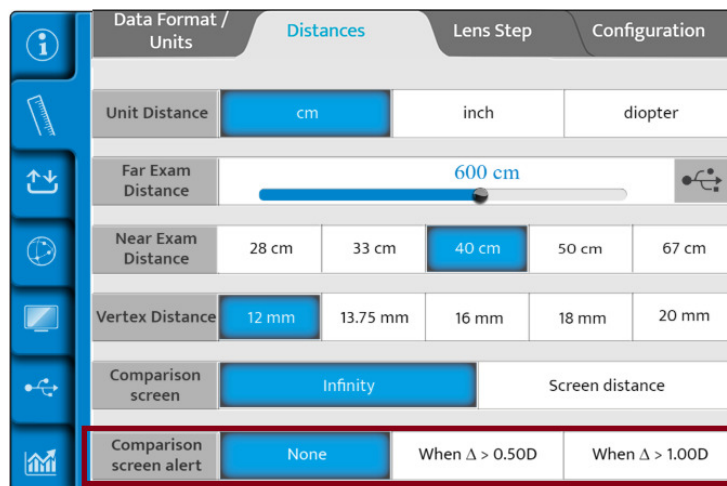 Data Format /
Units
Distances
Lens Step
Configuration
Unit Distance
cm
inch
diopter
Far Exam
Distance
600 cm
Near Exam
Distance
28 cm
33 cm
40 cm
50 cm
67 cm
Vertex Distance
12 mm
13.75 mm
16 mm
18 mm
20 mm
Comparison
screen
Infinity
Screen distance
Comparison
screen alert
None
When Δ > 0.50D
When Δ > 1.00D